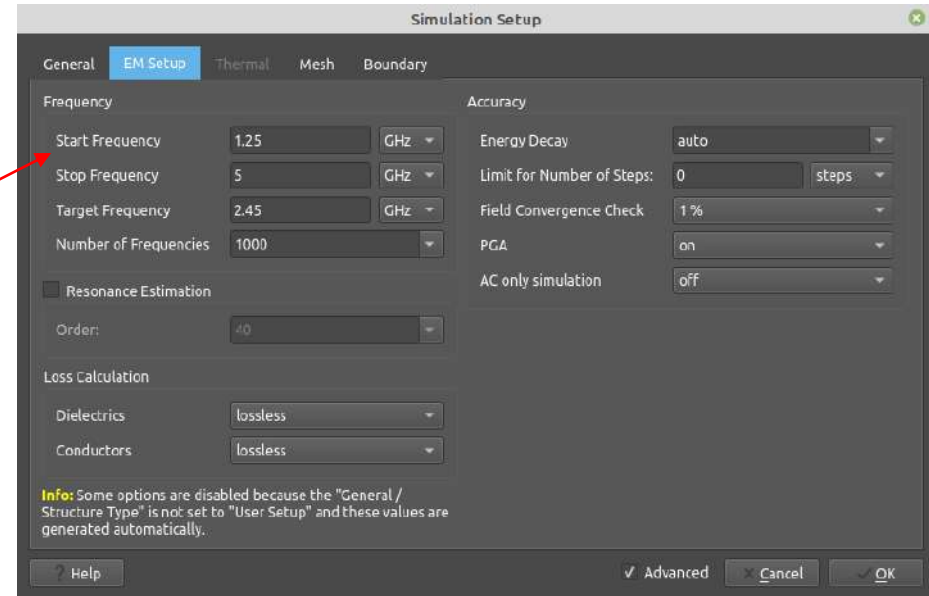 Simulation Setup
General EM Setup Thermal Mesh Boundary
Frequency
Start Frequency 1.25 GHz
Stop Frequency 5 GHz
Target Frequency 2.45 GHz
Number of Frequencies 1000
Resonance Estimation
Order: 40
Loss Calculation
Dielectrics lossless
Conductors lossless
Info: Some options are disabled because the "General /
Structure Type" is not set to "User Setup" and these values are
generated automatically.
Accuracy
Energy Decay auto
Limit for Number of Steps: 0 steps
Field Convergence Check 1 %
PGA on
AC only simulation off
? Help
Advanced Cancel OK